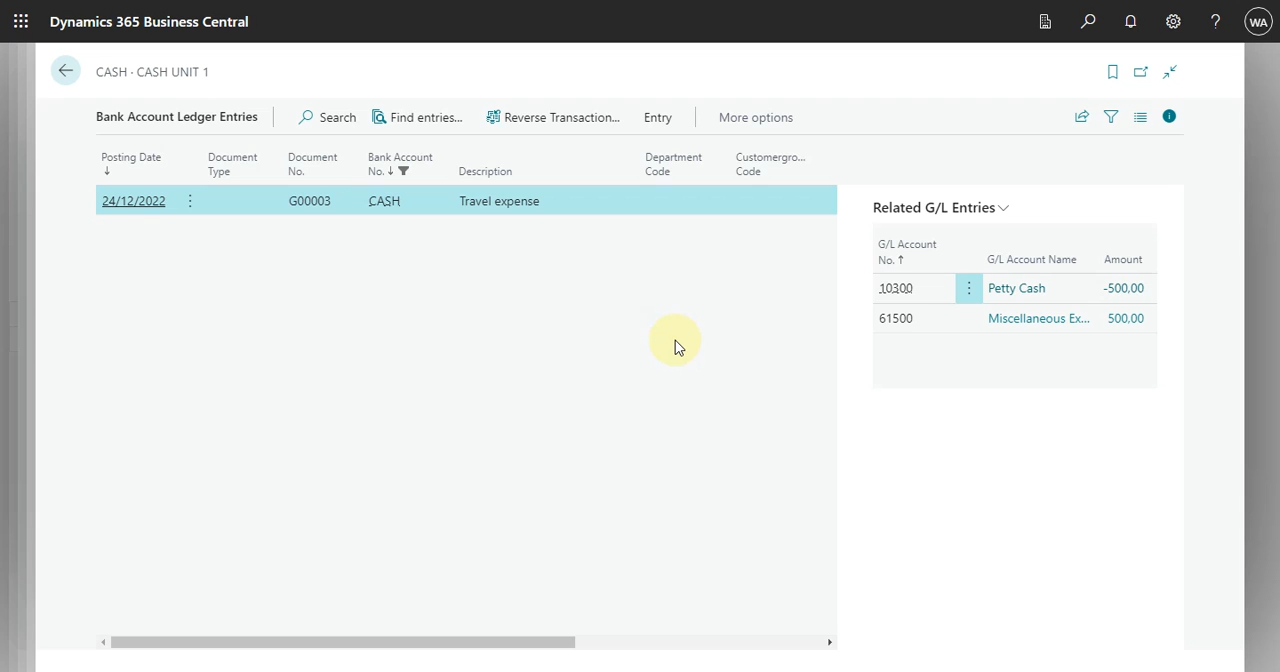 Dynamics 365 Business Central
WA
CASH · CASH UNIT 1
Bank Account Ledger Entries
Search
Find entries...
Reverse Transaction...
Entry
More options
Posting Date ↓
Document Type
Document No.
Bank Account No. ↓
Description
Department Code
Customergro... Code
24/12/2022
G00003
CASH
Travel expense
Related G/L Entries
G/L Account No. ↑
G/L Account Name
Amount
10300
Petty Cash
-500,00
61500
Miscellaneous Ex...
500,00